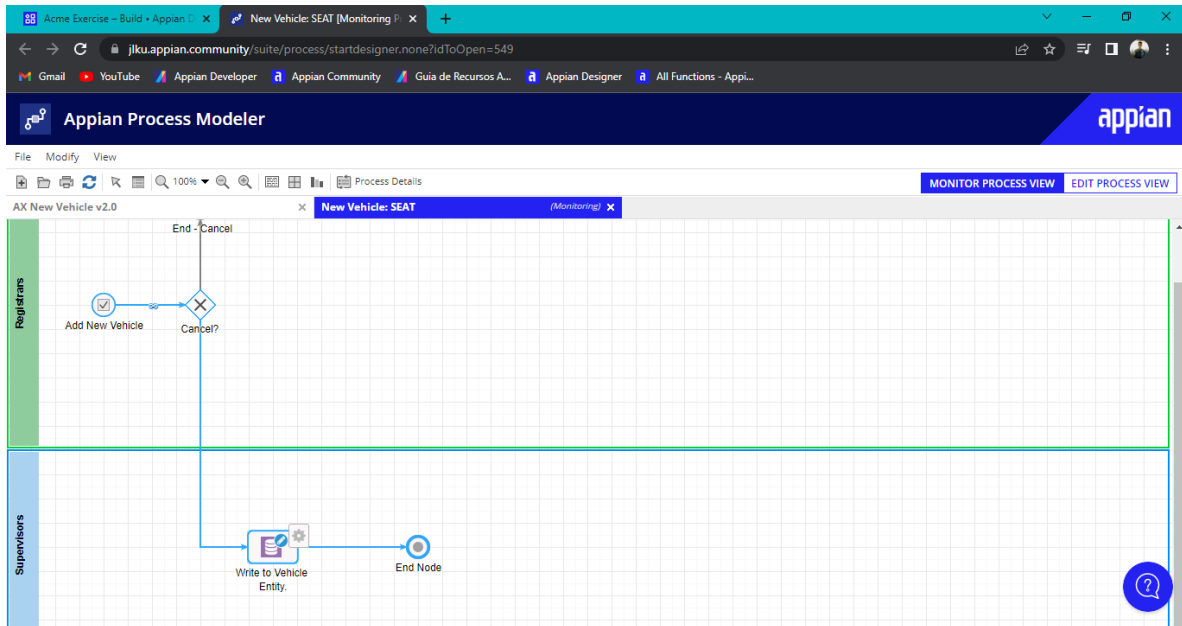 Acme Exercise – Build • Appian D
New Vehicle: SEAT [Monitoring P
jlku.appian.community/suite/process/startdesigner.none?idToOpen=549
Gmail YouTube Appian Developer Appian Community Guia de Recursos A... Appian Designer All Functions - Appi...
Appian Process Modeler
appian
File Modify View
100% Process Details
MONITOR PROCESS VIEW EDIT PROCESS VIEW
AX New Vehicle v2.0
New Vehicle: SEAT (Monitoring)
End - Cancel
Registrars
Add New Vehicle
Cancel?
Supervisors
Write to Vehicle
Entity.
End Node